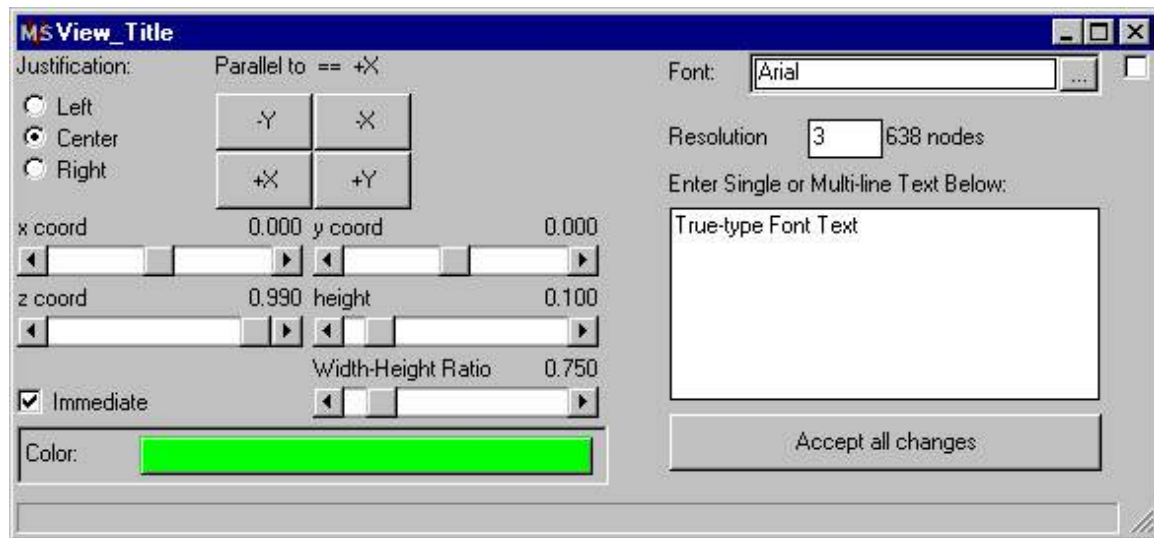 MS View_Title
Justification: Parallel to == +X
Left
Center
Right
-Y -X
+X +Y
x coord 0.000 y coord 0.000
z coord 0.990 height 0.100
Width-Height Ratio 0.750
Immediate
Color:
Font: Arial ...
Resolution 3 638 nodes
Enter Single or Multi-line Text Below:
True-type Font Text
Accept all changes